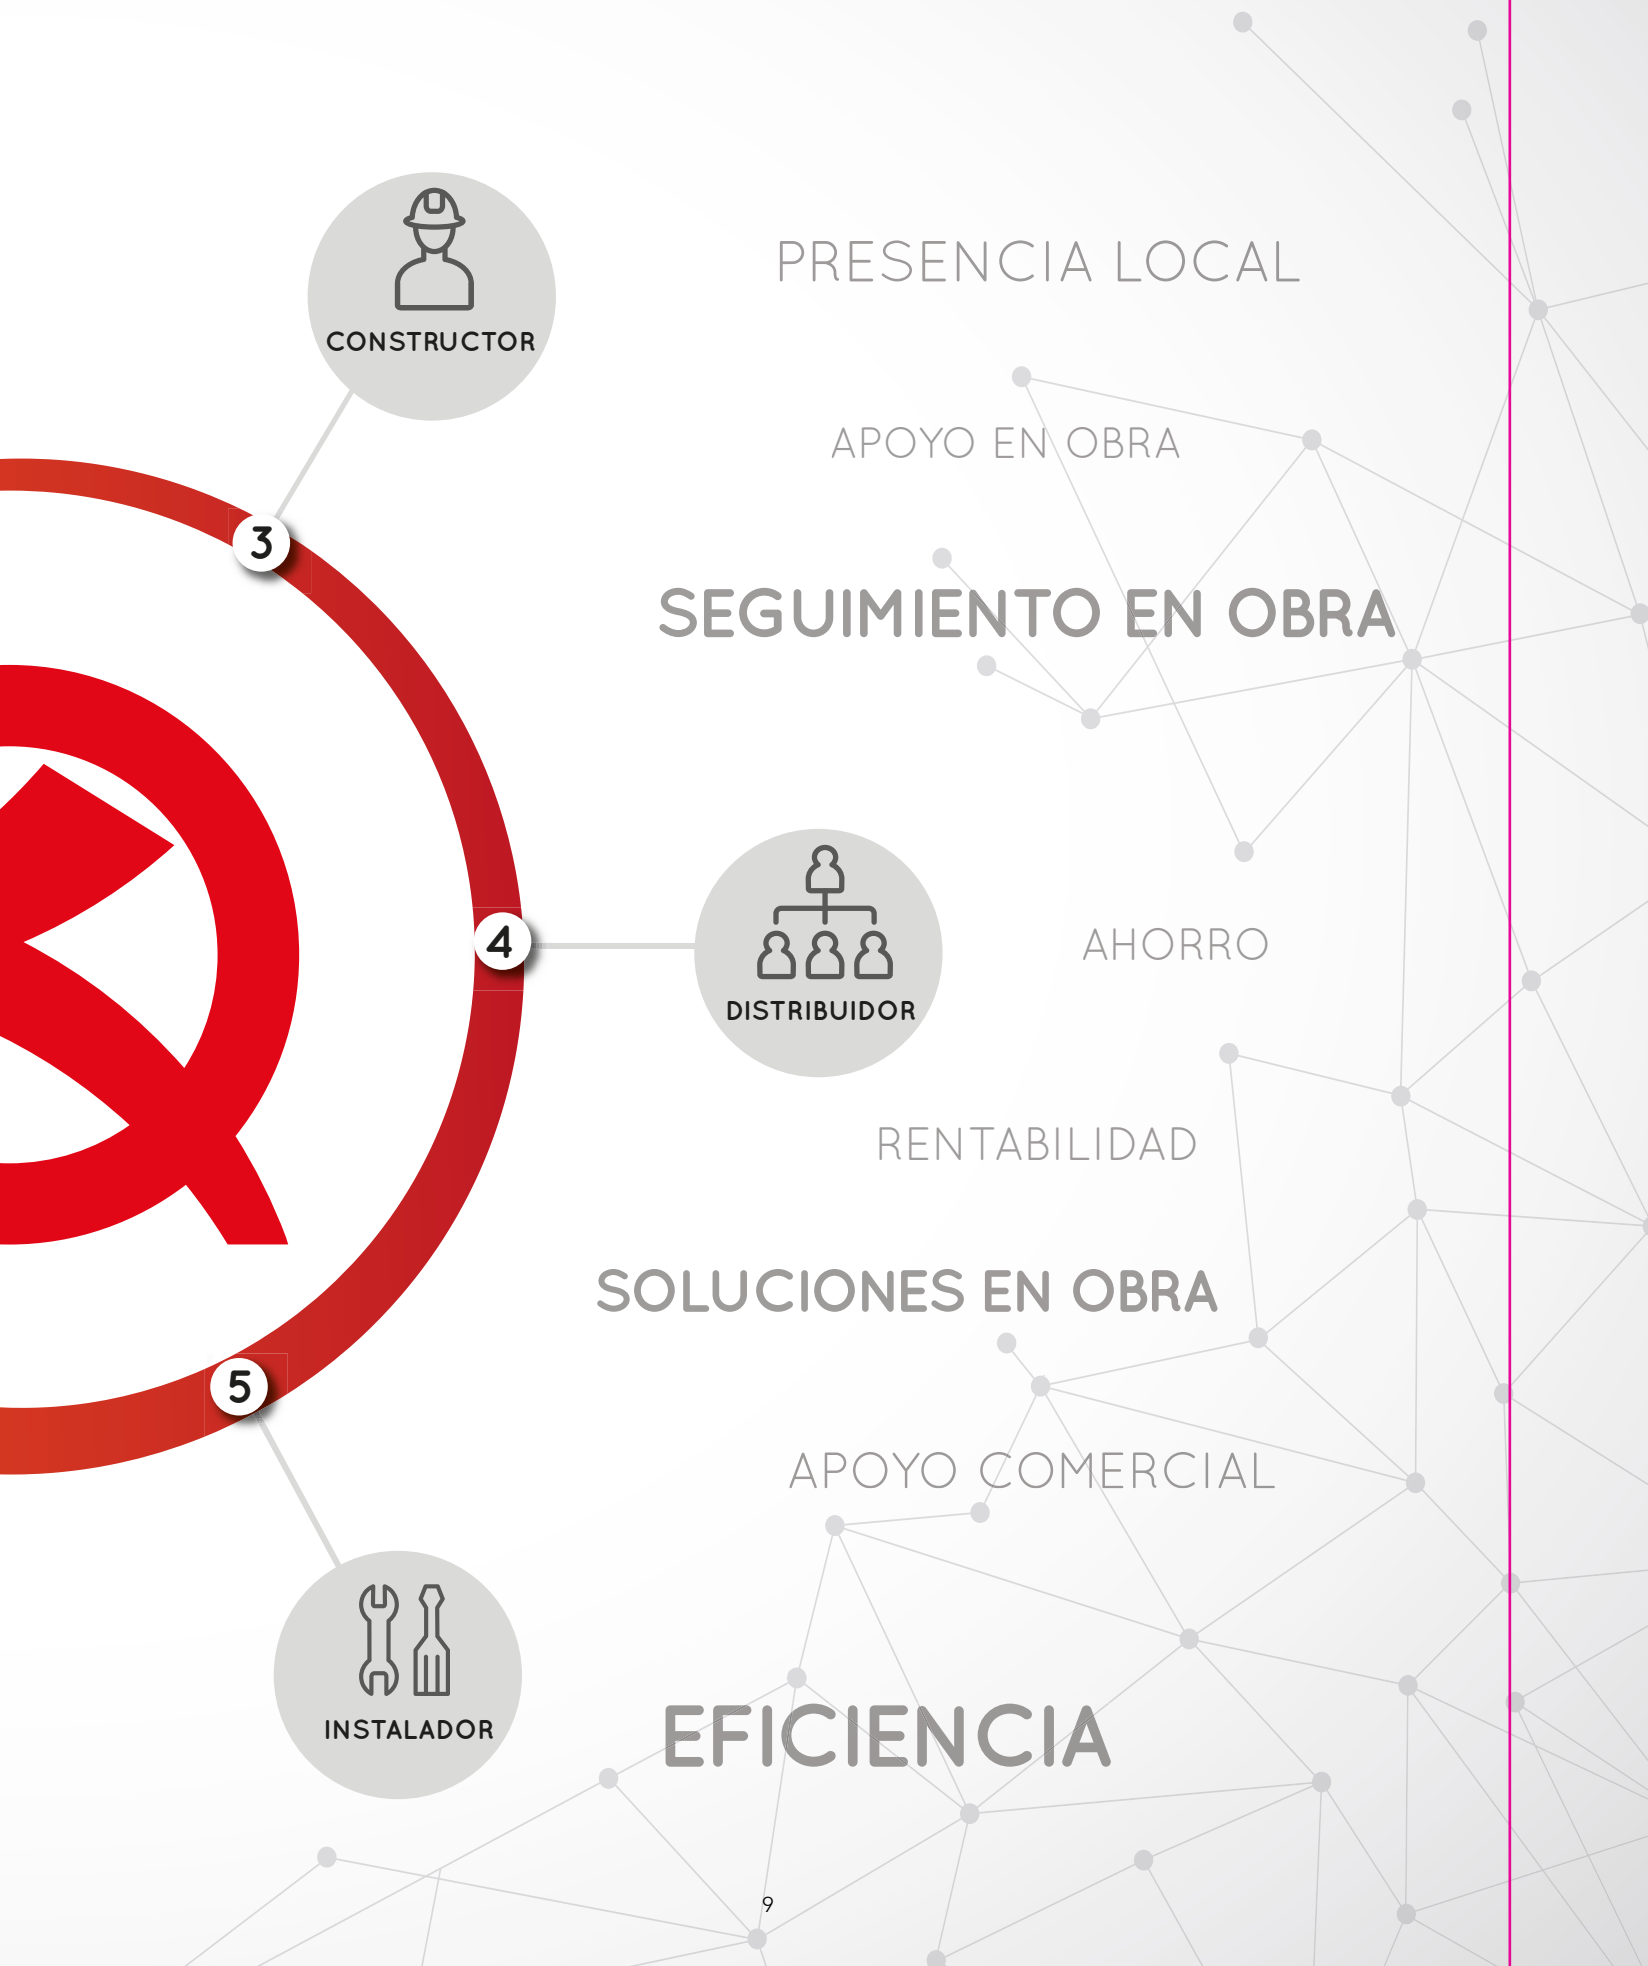 CONSTRUCTOR
PRESENCIA LOCAL
APOYO EN OBRA
3
SEGUIMIENTO EN OBRA
4
DISTRIBUIDOR
AHORRO
RENTABILIDAD
SOLUCIONES EN OBRA
5
APOYO COMERCIAL
INSTALADOR
EFICIENCIA
9